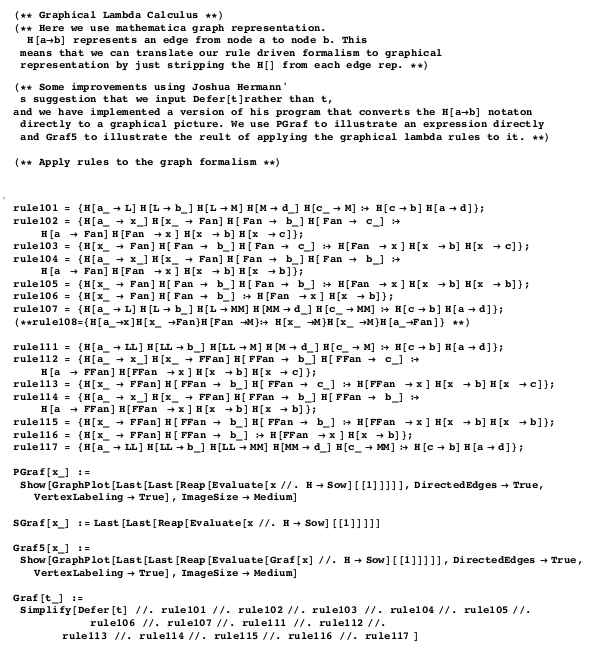 (** Graphical Lambda Calculus **)
(** Here we use mathematica graph representation.
H[a→b] represents an edge from node a to node b. This
means that we can translate our rule driven formalism to graphical
representation by just stripping the H[] from each edge rep. **)
(** Some improvements using Joshua Hermann'
s suggestion that we input Defer[t]rather than t,
and we have implemented a version of his program that converts the H[a→b] notaton
directly to a graphical picture. We use PGraf to illustrate an expression directly
and Graf5 to illustrate the reult of applying the graphical lambda rules to it. **)
(** Apply rules to the graph formalism **)
rule101 = {H[a_ → L] H[L → b_] H[L → M] H[M → d_] H[c_ → M] :→ H[c → b] H[a → d]};
rule102 = {H[a_ → x_] H[x_ → Fan] H[ Fan → b_] H[Fan → c_] :→
H[a → Fan] H[Fan → x ] H[x → b] H[x → c]};
rule103 = {H[x_ → Fan] H[ Fan → b_] H[Fan → c_] :→ H[Fan → x ] H[x → b] H[x → c]};
rule104 = {H[a_ → x_] H[x_ → Fan] H[ Fan → b_] H[Fan → b_] :→
H[a → Fan] H[Fan → x ] H[x → b] H[x → b]};
rule105 = {H[x_ → Fan] H[ Fan → b_] H[Fan → b_] :→ H[Fan → x ] H[x → b] H[x → b]};
rule106 = {H[x_ → Fan] H[ Fan → b_] :→ H[Fan → x ] H[x → b]};
rule107 = {H[a_ → L] H[L → b_] H[L → MM] H[MM → d_] H[c_ → MM] :→ H[c → b] H[a → d]};
(**rule108={H[a_→x]H[x_ →Fan]H[Fan →M]:→ H[x_ →M]H[x_→M]H[a_→Fan]} **)
rule111 = {H[a_ → LL] H[LL → b_] H[LL → M] H[M → d_] H[c_ → M] :→ H[c → b] H[a → d]};
rule112 = {H[a_ → x_] H[x_ → FFan] H[ FFan → b_] H[FFan → c_] :→
H[a → FFan] H[FFan → x ] H[x → b] H[x → c]};
rule113 = {H[x_ → FFan] H[ FFan → b_] H[FFan → c_] :→ H[FFan → x ] H[x → b] H[x → c]};
rule114 = {H[a_ → x_] H[x_ → FFan] H[ FFan → b_] H[FFan → b_] :→
H[a → FFan] H[FFan → x ] H[x → b] H[x → b]};
rule115 = {H[x_ → FFan] H[ FFan → b_] H[FFan → b_] :→ H[FFan → x ] H[x → b] H[x → b]};
rule116 = {H[x_ → FFan] H[ FFan → b_] :→ H[FFan → x ] H[x → b]};
rule117 = {H[a_ → LL] H[LL → b_] H[LL → MM] H[MM → d_] H[c_ → MM] :→ H[c → b] H[a → d]};
PGraf[x_] :=
Show[GraphPlot[Last[Last[Reap[Evaluate[x //. H → Sow] [[1]]]]], DirectedEdges → True,
VertexLabeling → True] , ImageSize → Medium]
SGraf[x_] := Last[Last[Reap[Evaluate[x //. H → Sow] [[1]]]]]
Graf5[x_] :=
Show[GraphPlot[Last[Last[Reap[Evaluate[Graf[x] //. H → Sow] [[1]]]]], DirectedEdges → True,
VertexLabeling → True] , ImageSize → Medium]
Graf[t_] :=
Simplify[Defer[t] //. rule101 //. rule102 //. rule103 //. rule104 //. rule105 //.
rule106 //. rule107 //. rule111 //. rule112 //.
rule113 //. rule114 //. rule115 //. rule116 //. rule117 ]